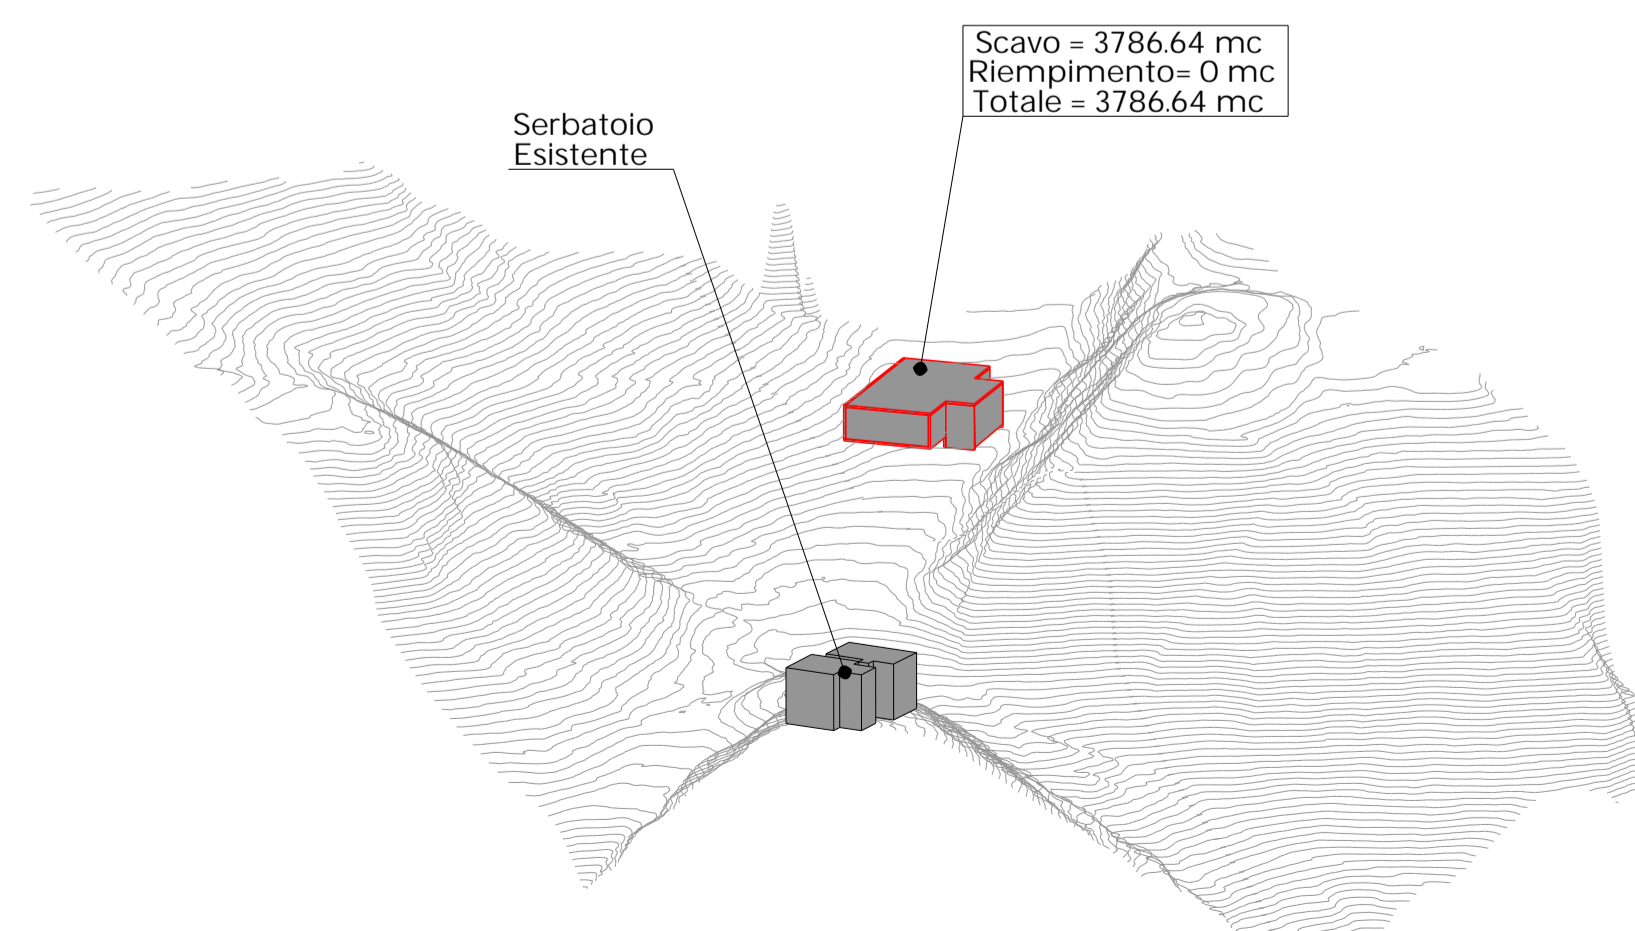 Scavo = 3786.64 mc
Riempimento= 0 mc
Totale = 3786.64 mc
Serbatoio
Esistente